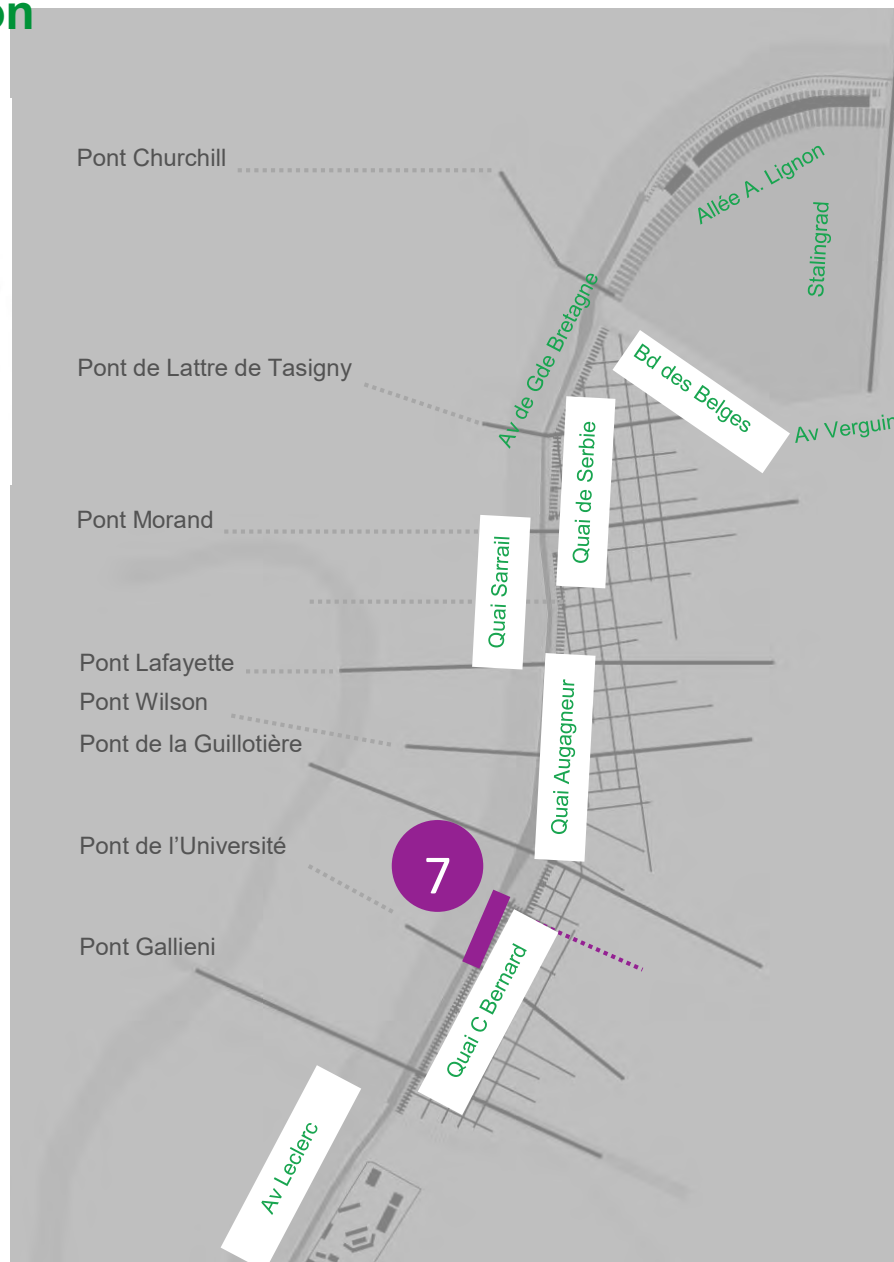 on
Pont Churchill
Allée A. Lignon
Stalingrad
Av de Gde Bretagne
Pont de Lattre de Tasigny
Bd des Belges
Av Verguin
Quai de Serbie
Pont Morand
Quai Sarrail
Pont Lafayette
Pont Wilson
Pont de la Guillotière
Quai Augagneur
Pont de l’Université
7
Pont Gallieni
Quai C Bernard
Av Leclerc